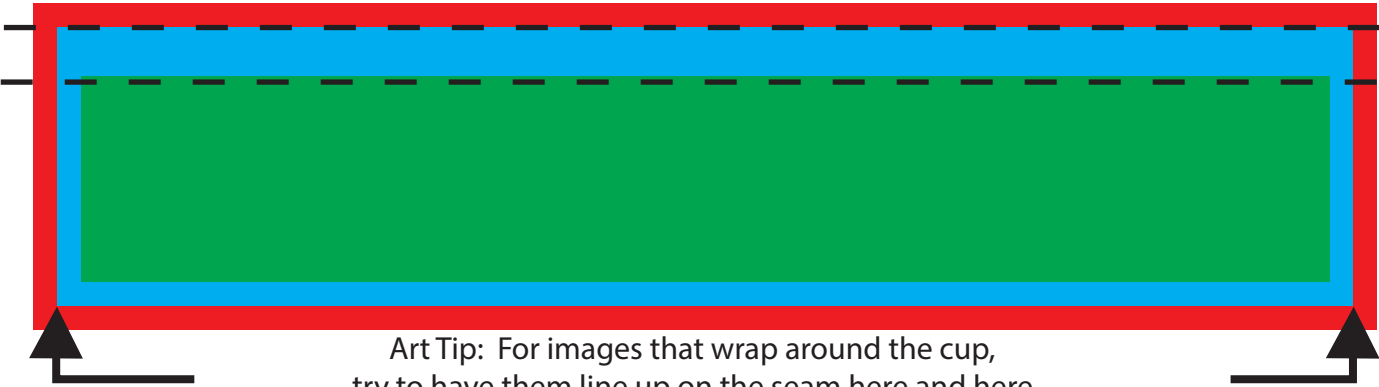 Art Tip:  For images that wrap around the cup,
try to have them line up on the seam here and here